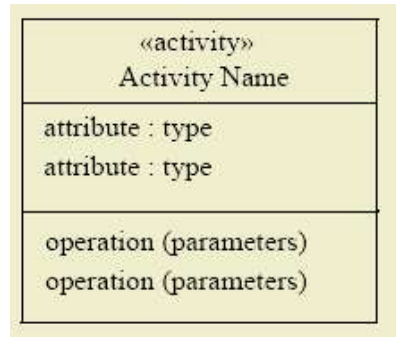 «activity»
Activity Name
attribute : type
attribute : type
operation (parameters)
operation (parameters)